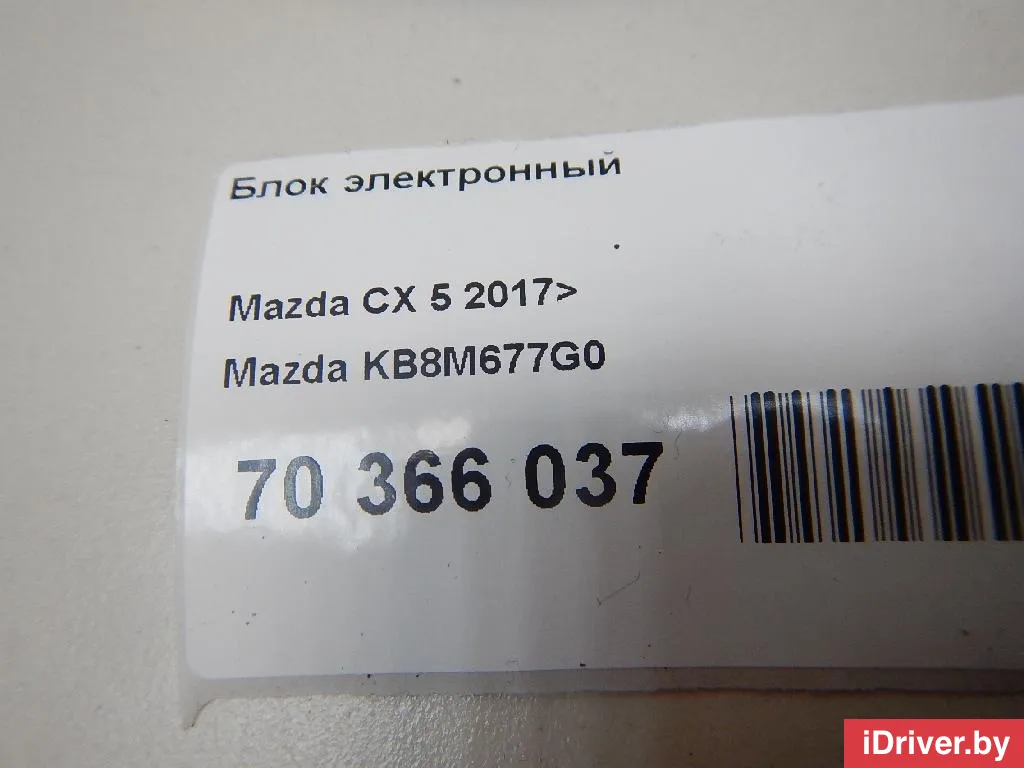 Блок электронный
Mazda CX 5 2017>
Mazda KB8M677G0
70 366 037
iDriver.by